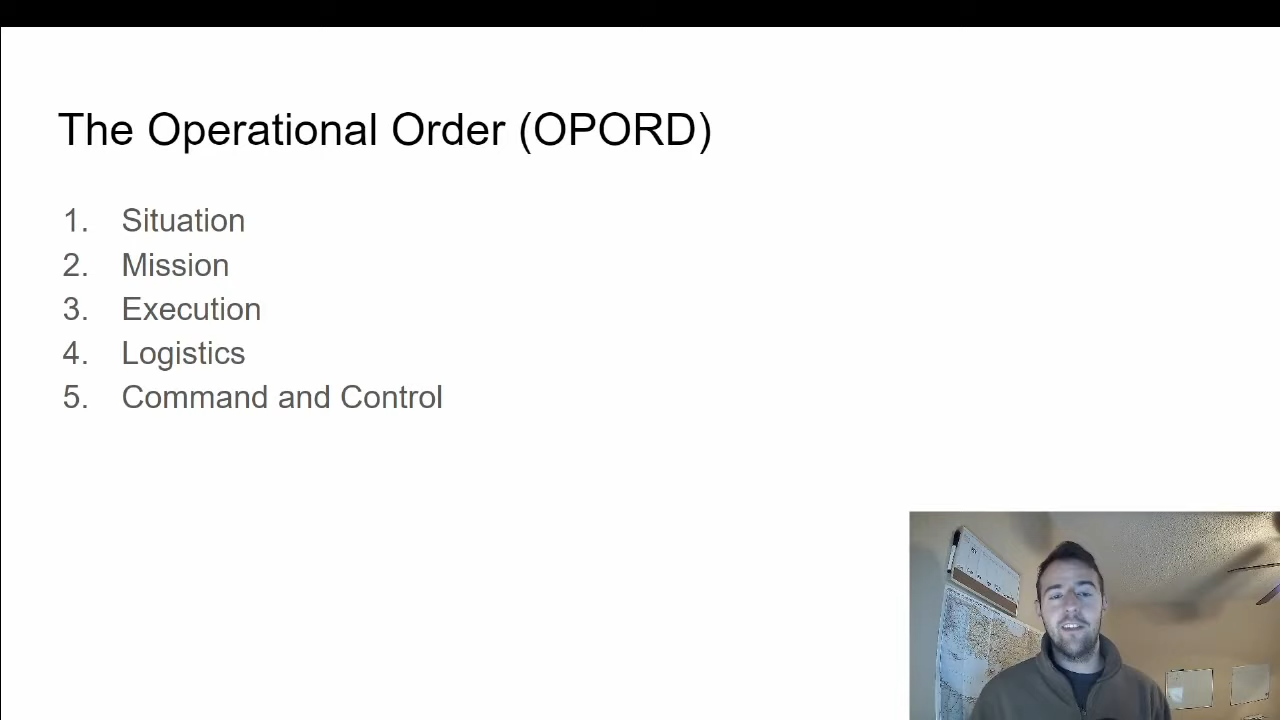 The Operational Order (OPORD)
1. Situation
2. Mission
3. Execution
4. Logistics
5. Command and Control